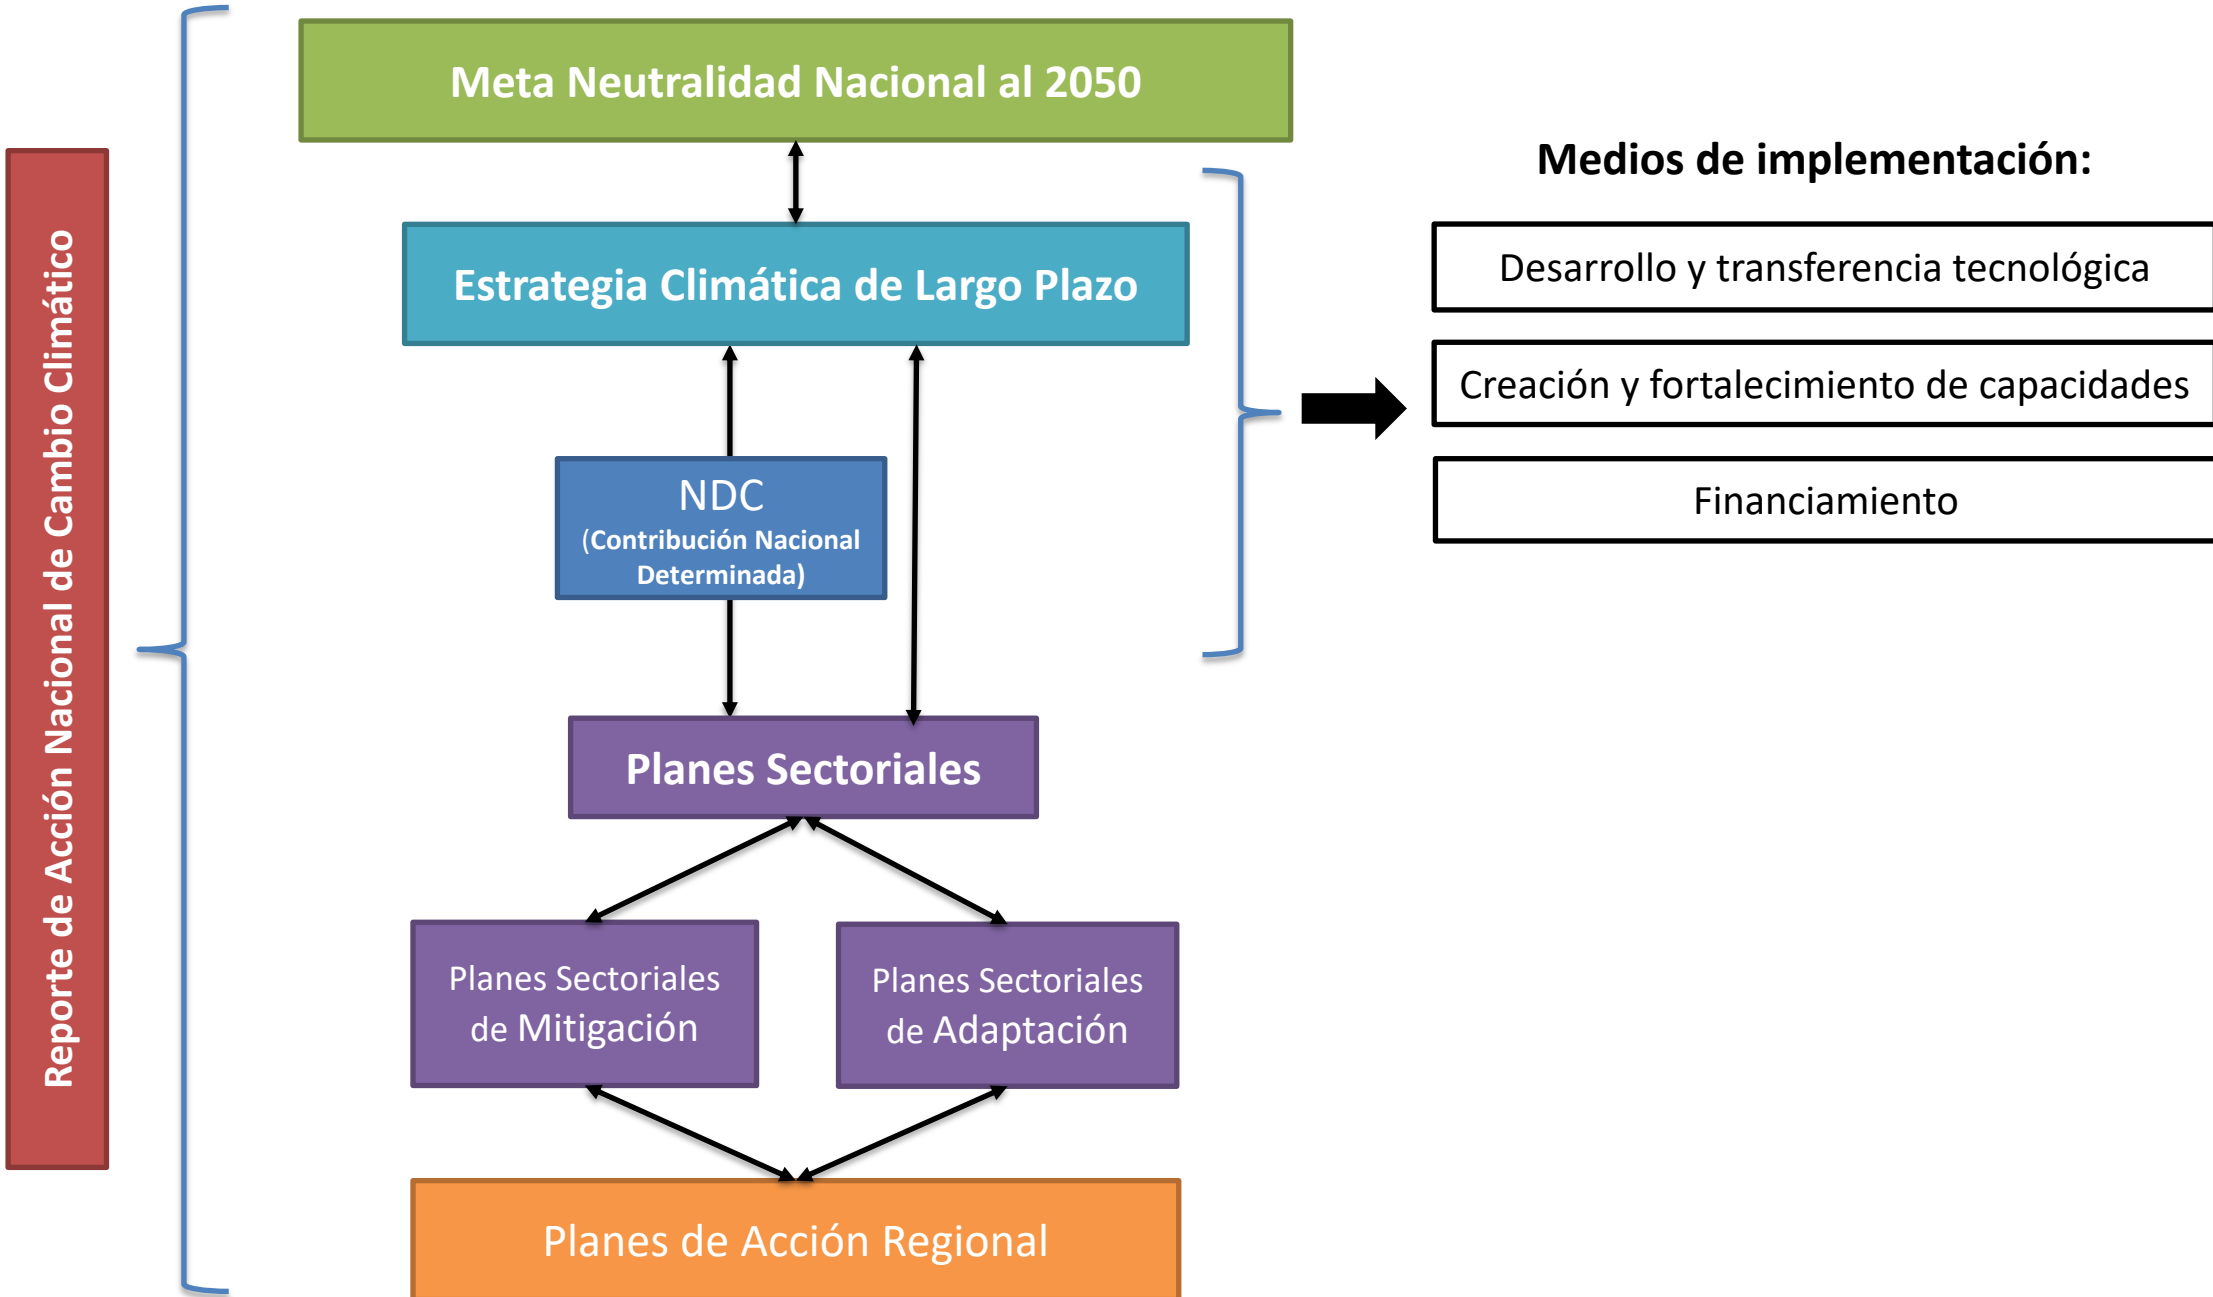 Reporte de Acción Nacional de Cambio Climático
Meta Neutralidad Nacional al 2050
Estrategia Climática de Largo Plazo
NDC
(Contribución Nacional
Determinada)
Planes Sectoriales
Planes Sectoriales
de Mitigación
Planes Sectoriales
de Adaptación
Planes de Acción Regional
Medios de implementación:
Desarrollo y transferencia tecnológica
Creación y fortalecimiento de capacidades
Financiamiento